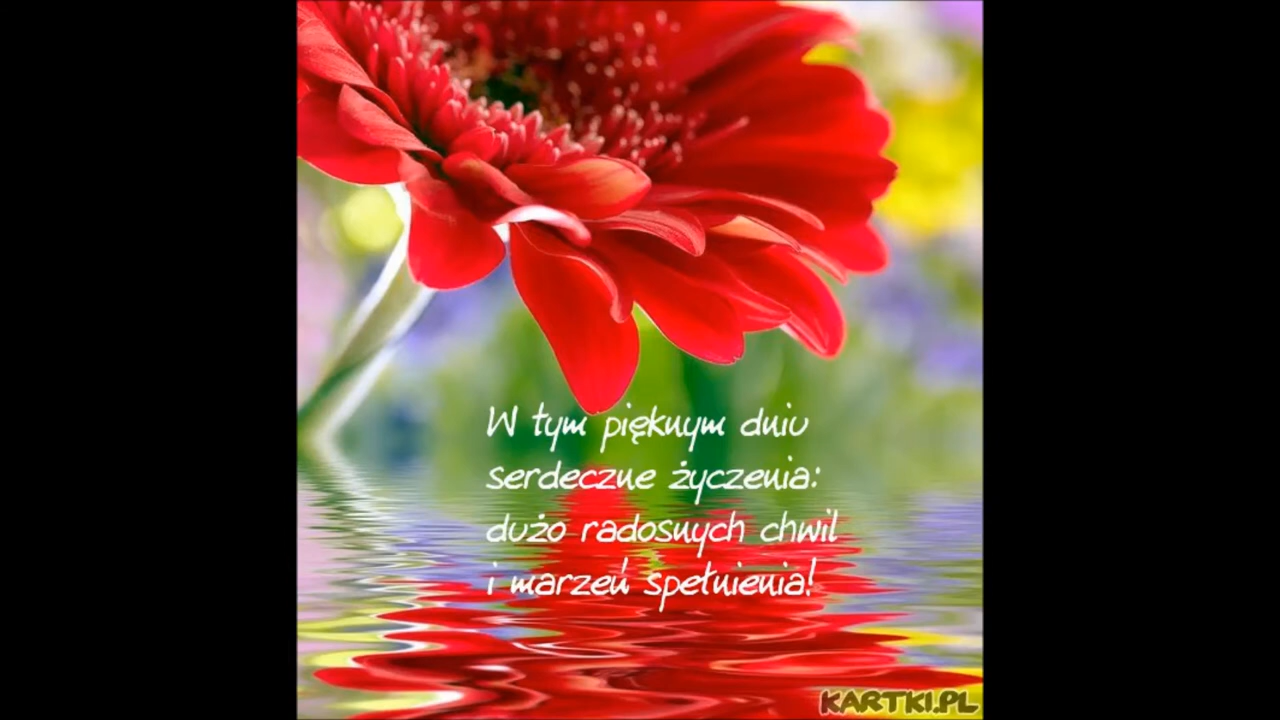 W tym pięknym dniu
serdeczne życzenia:
dużo radosnych chwil
i marzeń spełnienia!
KARTKI.PL